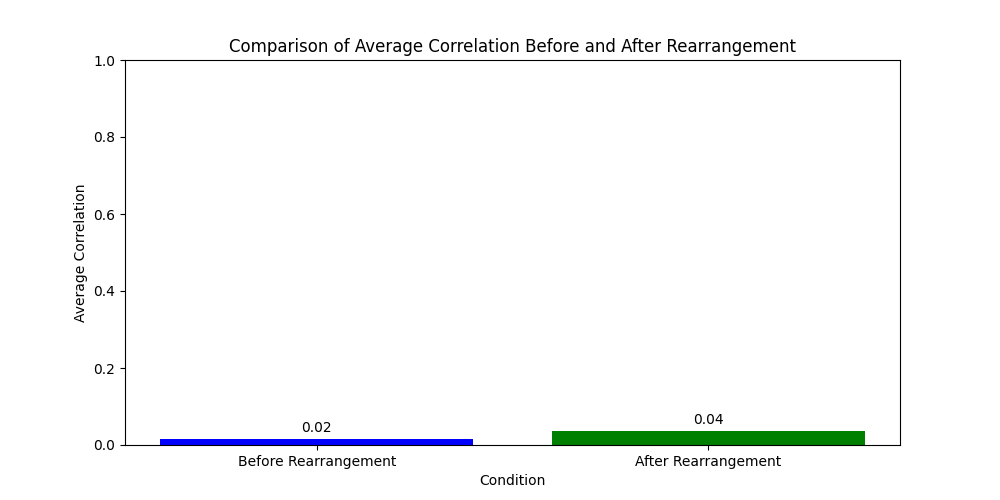 Comparison of Average Correlation Before and After Rearrangement
1.0
0.8
0.6
0.4
0.2
0.0
Average Correlation
0.02
0.04
Before Rearrangement
After Rearrangement
Condition